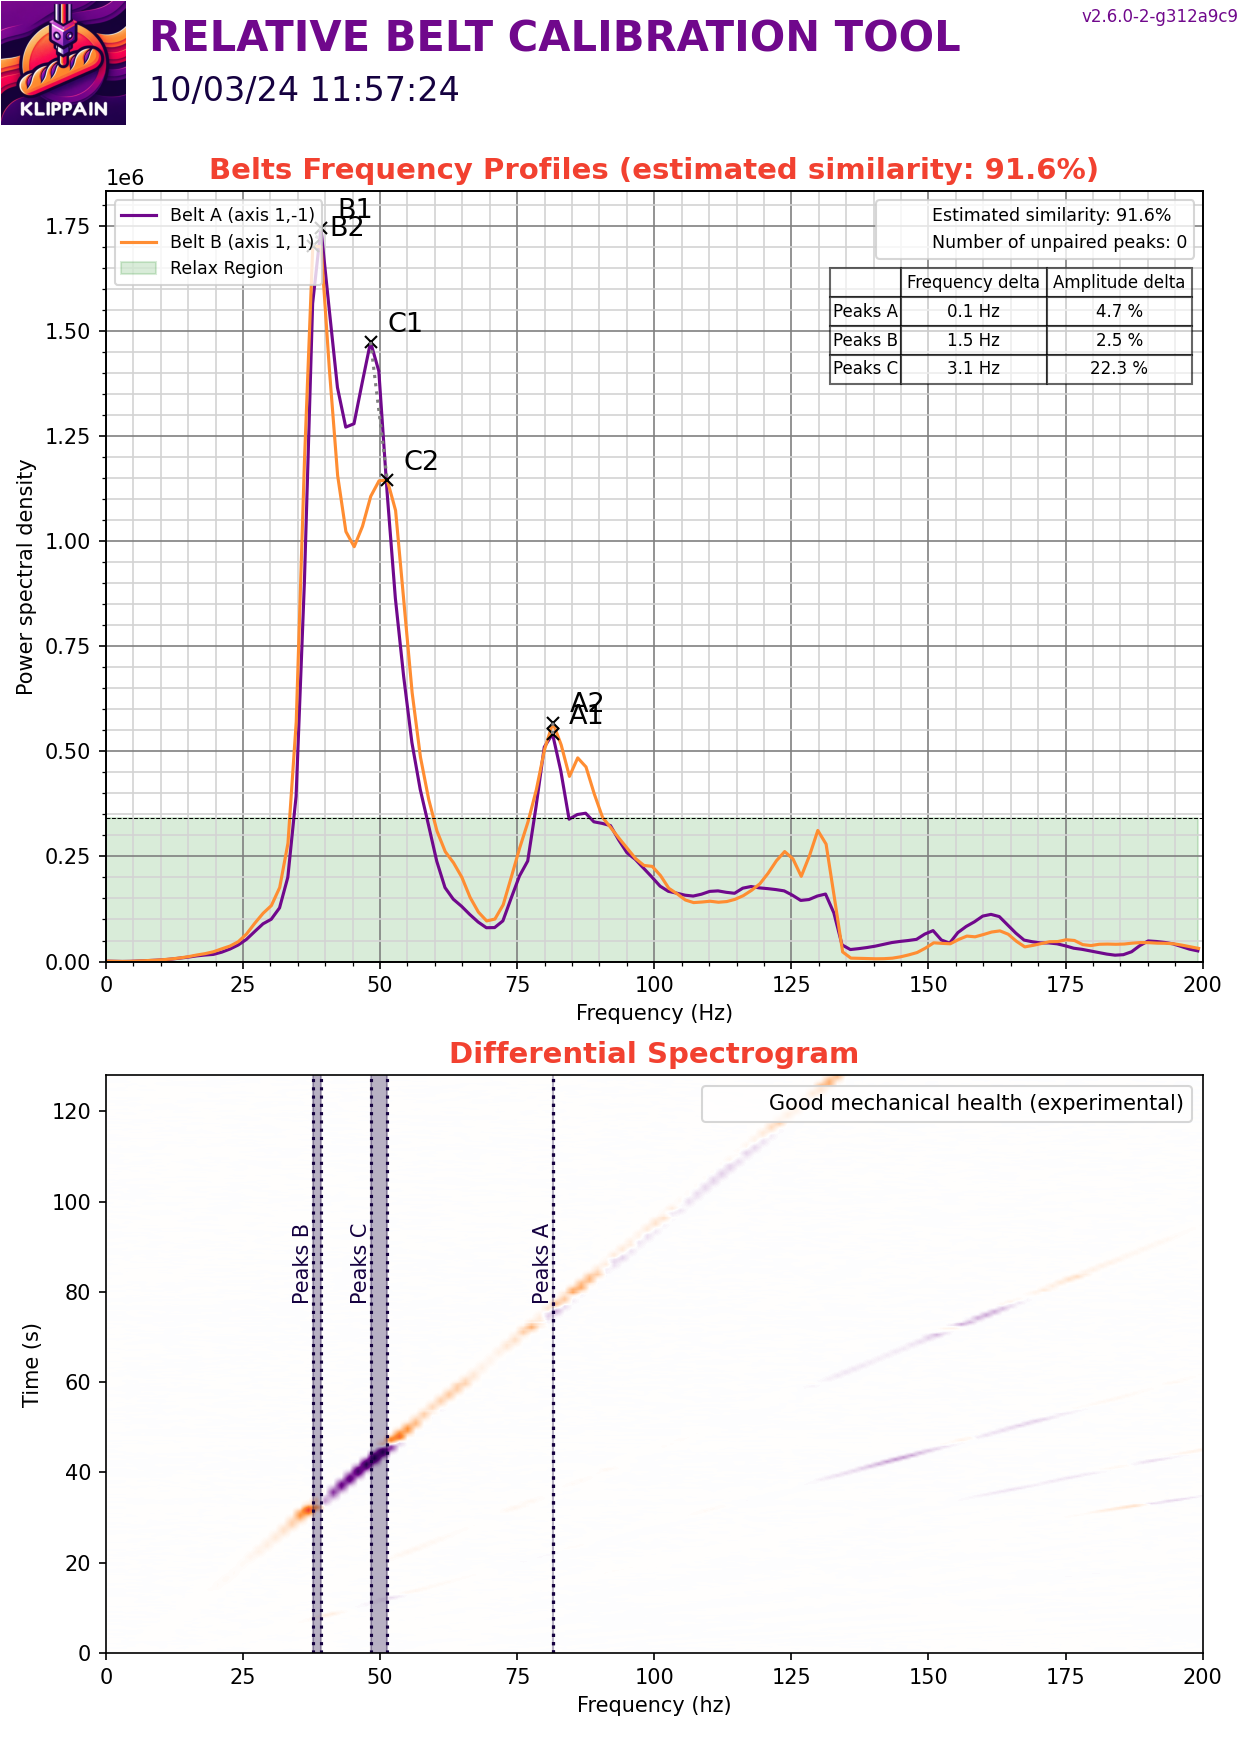 v2.6.0-2-g312a9c9
RELATIVE BELT CALIBRATION TOOL
10/03/24 11:57:24
KLIPPAIN
Belts Frequency Profiles (estimated similarity: 91.6%)
1e6
Belt A (axis 1,-1)
Belt B (axis 1, 1)
Relax Region
B1
B2
C1
C2
A2
A1
Estimated similarity: 91.6%
Number of unpaired peaks: 0
Frequency delta Amplitude delta
Peaks A 0.1 Hz 4.7 %
Peaks B 1.5 Hz 2.5 %
Peaks C 3.1 Hz 22.3 %
1.75
1.50
1.25
1.00
0.75
0.50
0.25
0.00
Power spectral density
0 25 50 75 100 125 150 175 200
Frequency (Hz)
Differential Spectrogram
Good mechanical health (experimental)
Peaks B
Peaks C
Peaks A
120
100
80
60
40
20
0
Time (s)
0 25 50 75 100 125 150 175 200
Frequency (hz)